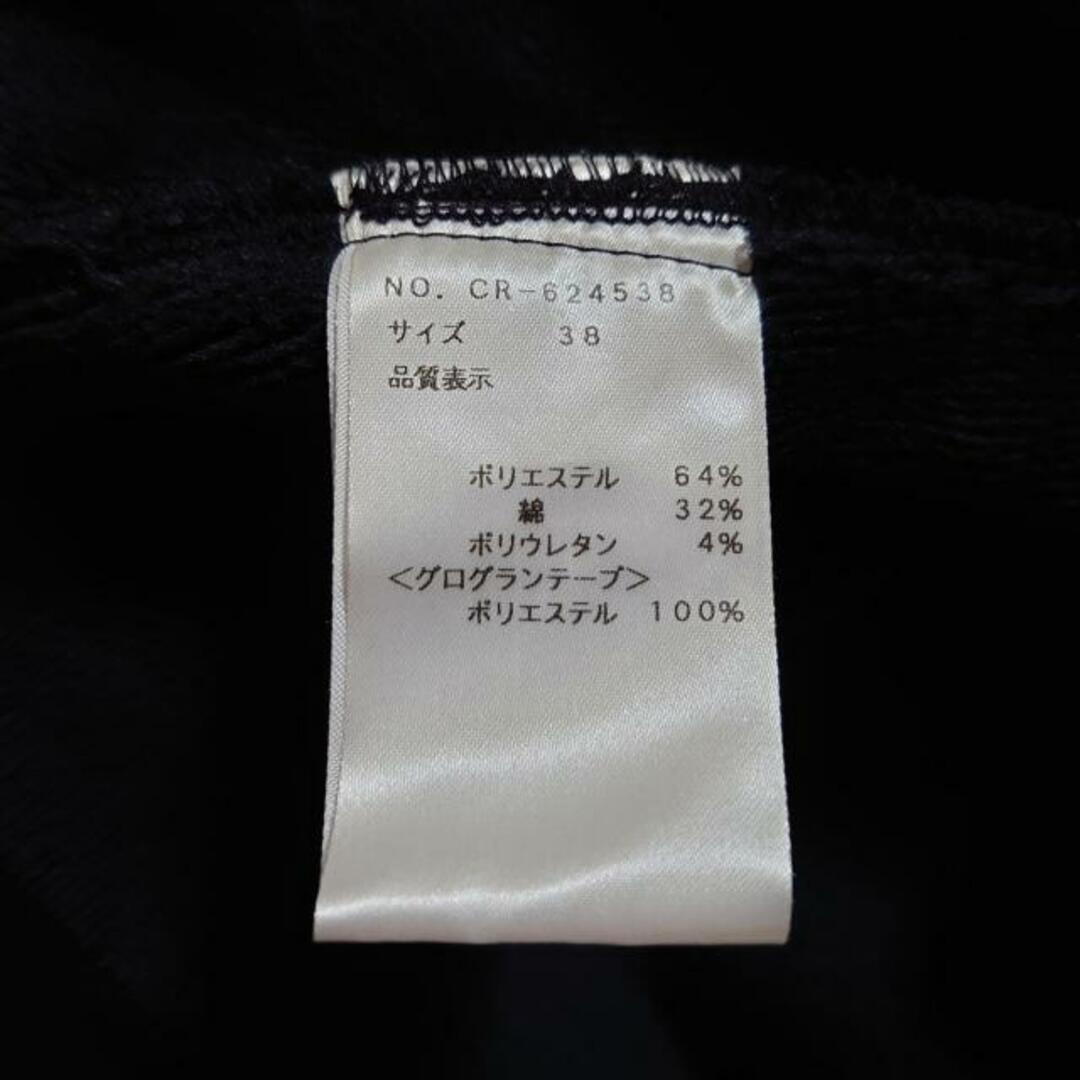 NO. CR-624538
サイズ 38
品質表示
ポリエステル 64%
綿 32%
ポリウレタン 4%
<グログランテープ>
ポリエステル 100%